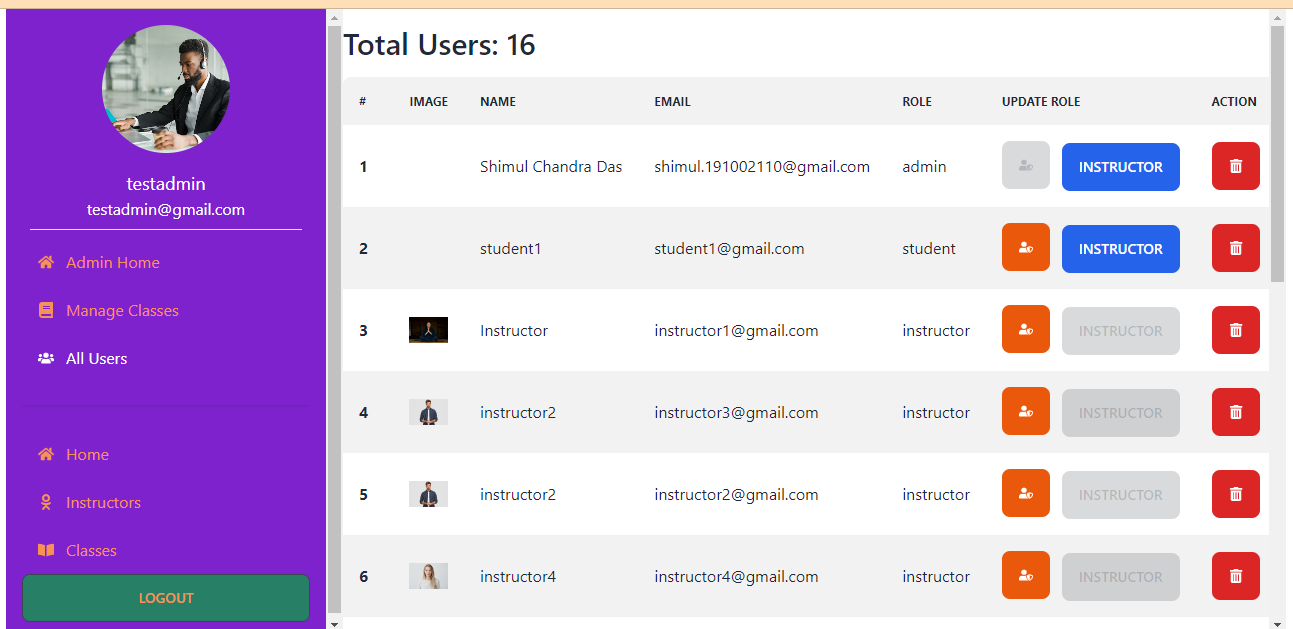 testadmin
testadmin@gmail.com
Admin Home
Manage Classes
All Users
Home
Instructors
Classes
LOGOUT
Total Users: 16
# IMAGE NAME EMAIL ROLE UPDATE ROLE ACTION
1 Shimul Chandra Das shimul.191002110@gmail.com admin INSTRUCTOR
2 student1 student1@gmail.com student INSTRUCTOR
3 Instructor instructor1@gmail.com instructor INSTRUCTOR
4 instructor2 instructor3@gmail.com instructor INSTRUCTOR
5 instructor2 instructor2@gmail.com instructor INSTRUCTOR
6 instructor4 instructor4@gmail.com instructor INSTRUCTOR